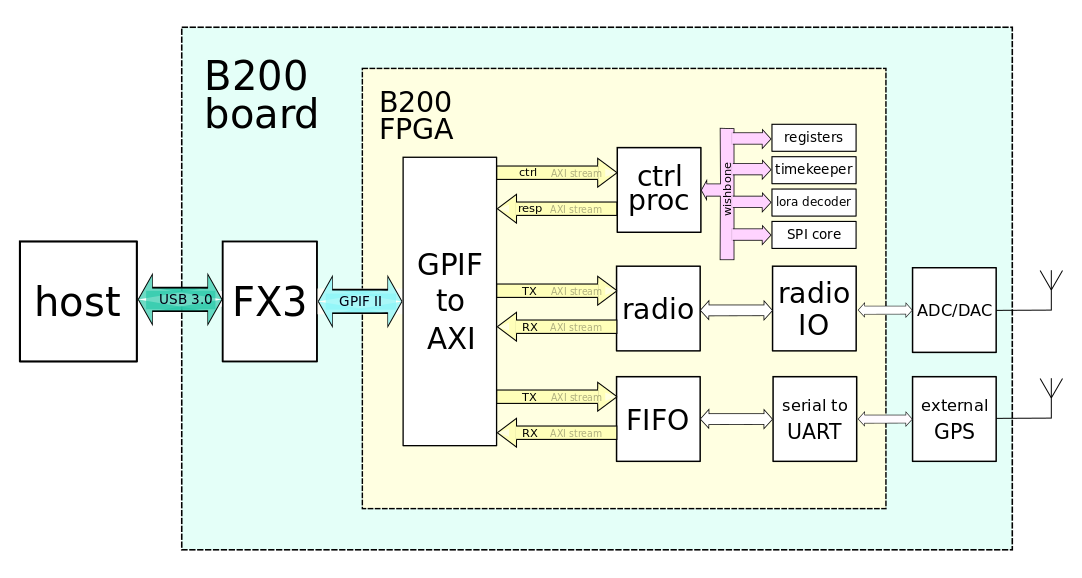 B200
board
B200
FPGA
host
USB 3.0
FX3
GPIF II
GPIF
to
AXI
ctrl AXI stream
resp AXI stream
ctrl
proc
wishbone
registers
timekeeper
lora decoder
SPI core
TX AXI stream
RX AXI stream
radio
radio
IO
ADC/DAC
TX AXI stream
RX AXI stream
FIFO
serial to
UART
external
GPS